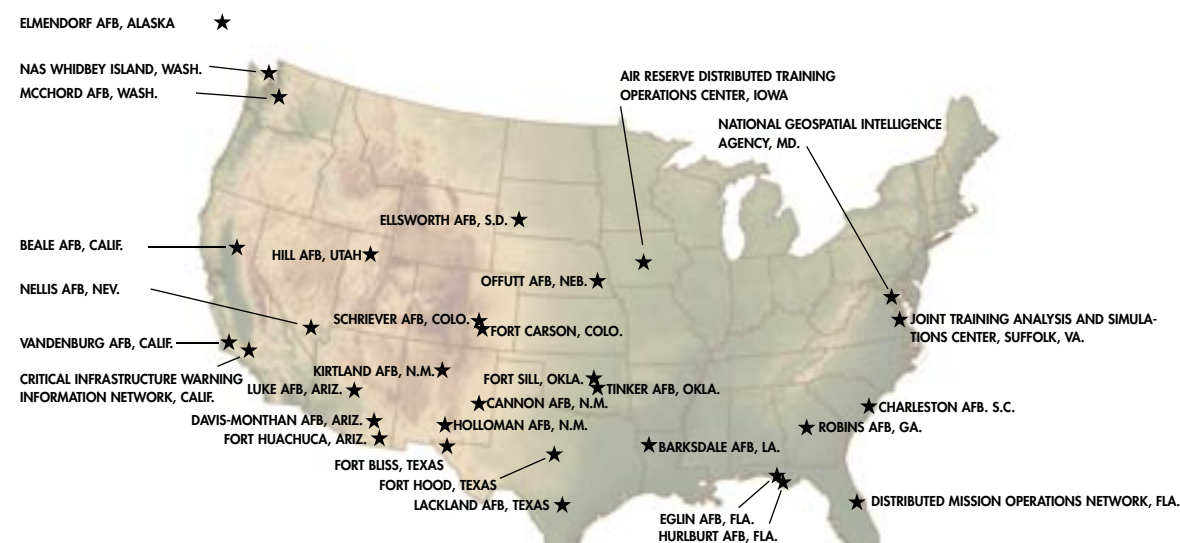 ELMENDORF AFB, ALASKA
NAS WHIDBEY ISLAND, WASH.
MCCHORD AFB, WASH.
AIR RESERVE DISTRIBUTED TRAINING
OPERATIONS CENTER, IOWA
NATIONAL GEOSPATIAL INTELLIGENCE
AGENCY, MD.
ELLSWORTH AFB, S.D.
BEALE AFB, CALIF.
HILL AFB, UTAH
OFFUTT AFB, NEB.
NELLIS AFB, NEV.
SCHRIEVER AFB, COLO.
FORT CARSON, COLO.
JOINT TRAINING ANALYSIS AND SIMULA-
TIONS CENTER, SUFFOLK, VA.
VANDENBURG AFB, CALIF.
CRITICAL INFRASTRUCTURE WARNING
INFORMATION NETWORK, CALIF.
KIRTLAND AFB, N.M.
LUKE AFB, ARIZ.
FORT SILL, OKLA.
TINKER AFB, OKLA.
CANNON AFB, N.M.
CHARLESTON AFB. S.C.
DAVIS-MONTHAN AFB, ARIZ.
HOLLOMAN AFB, N.M.
ROBINS AFB, GA.
FORT HUACHUCA, ARIZ.
BARKSDALE AFB, LA.
FORT BLISS, TEXAS
FORT HOOD, TEXAS
LACKLAND AFB, TEXAS
DISTRIBUTED MISSION OPERATIONS NETWORK, FLA.
EGLIN AFB, FLA.
HURLBURT AFB, FLA.